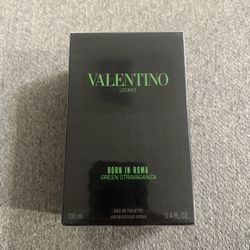 VALENTINO
UOMO
BORN IN ROMA
GREEN STRAVAGANZA
EAU DE TOILETTE
VAPORISATEUR SPRAY
100 ml
3.4 FL.OZ